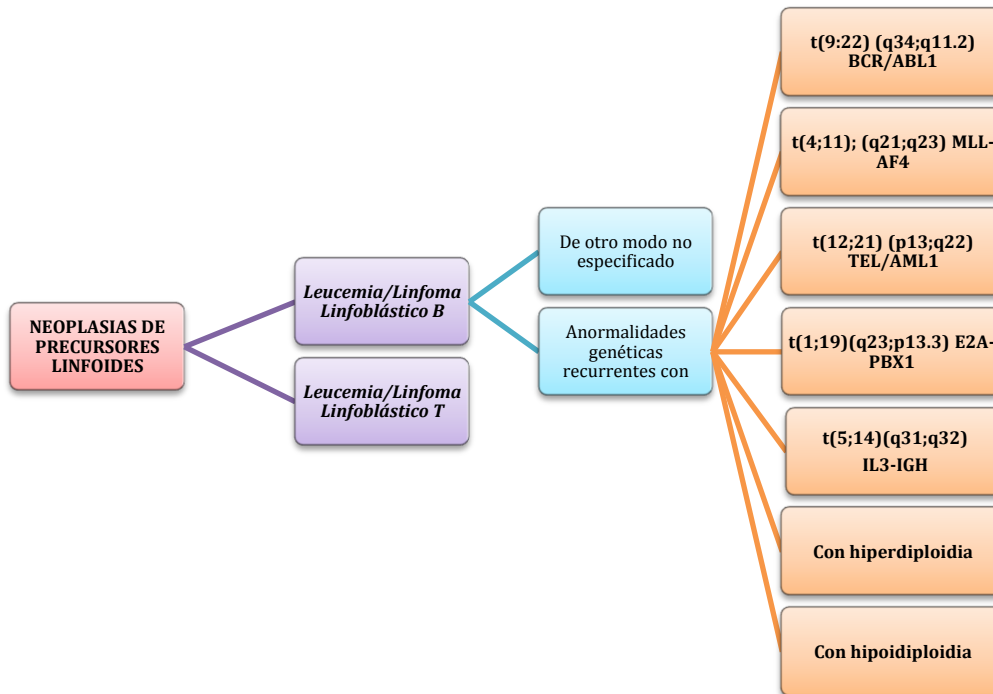 NEOPLASIAS DE
PRECURSORES
LINFOIDES
Leucemia/Linfoma
Linfoblástico B
Leucemia/Linfoma
Linfoblástico T
De otro modo no
especificado
Anormalidades
genéticas
recurrentes con
t(9:22) (q34;q11.2)
BCR/ABL1
t(4;11); (q21;q23) MLL-
AF4
t(12;21) (p13;q22)
TEL/AML1
t(1;19)(q23;p13.3) E2A-
PBX1
t(5;14)(q31;q32)
IL3-IGH
Con hiperdiploidia
Con hipoidiploidia